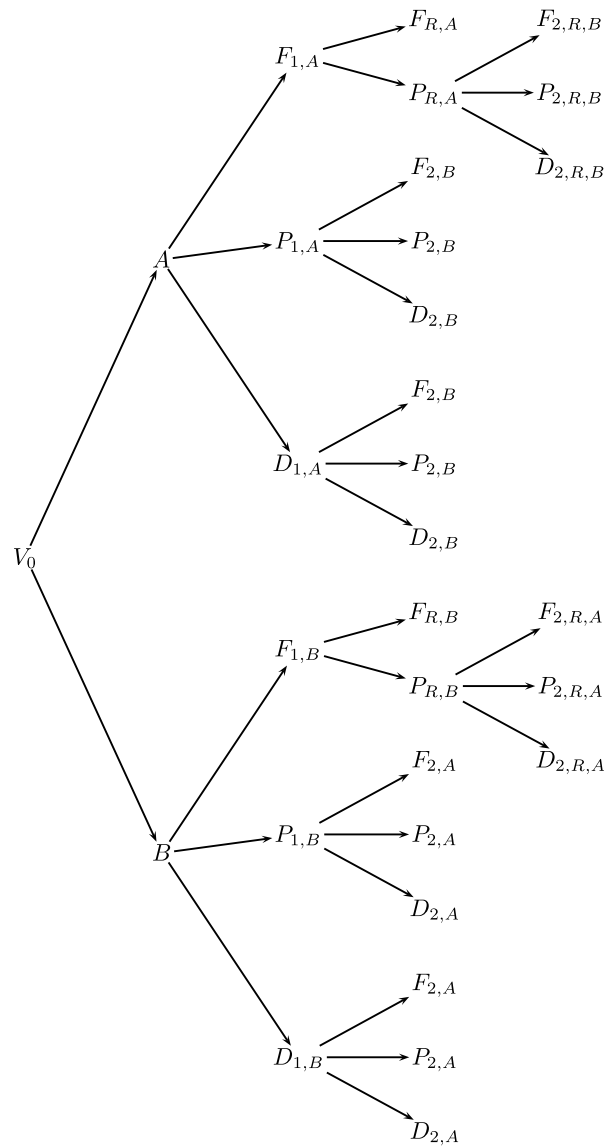 F_{R,A} F_{2,R,B}
F_{1,A}
P_{R,A} P_{2,R,B}
F_{2,B} D_{2,R,B}
P_{1,A} P_{2,B}
A
D_{2,B}
F_{2,B}
D_{1,A} P_{2,B}
D_{2,B}
V_0
F_{R,B} F_{2,R,A}
F_{1,B}
P_{R,B} P_{2,R,A}
F_{2,A} D_{2,R,A}
P_{1,B} P_{2,A}
B
D_{2,A}
F_{2,A}
D_{1,B} P_{2,A}
D_{2,A}